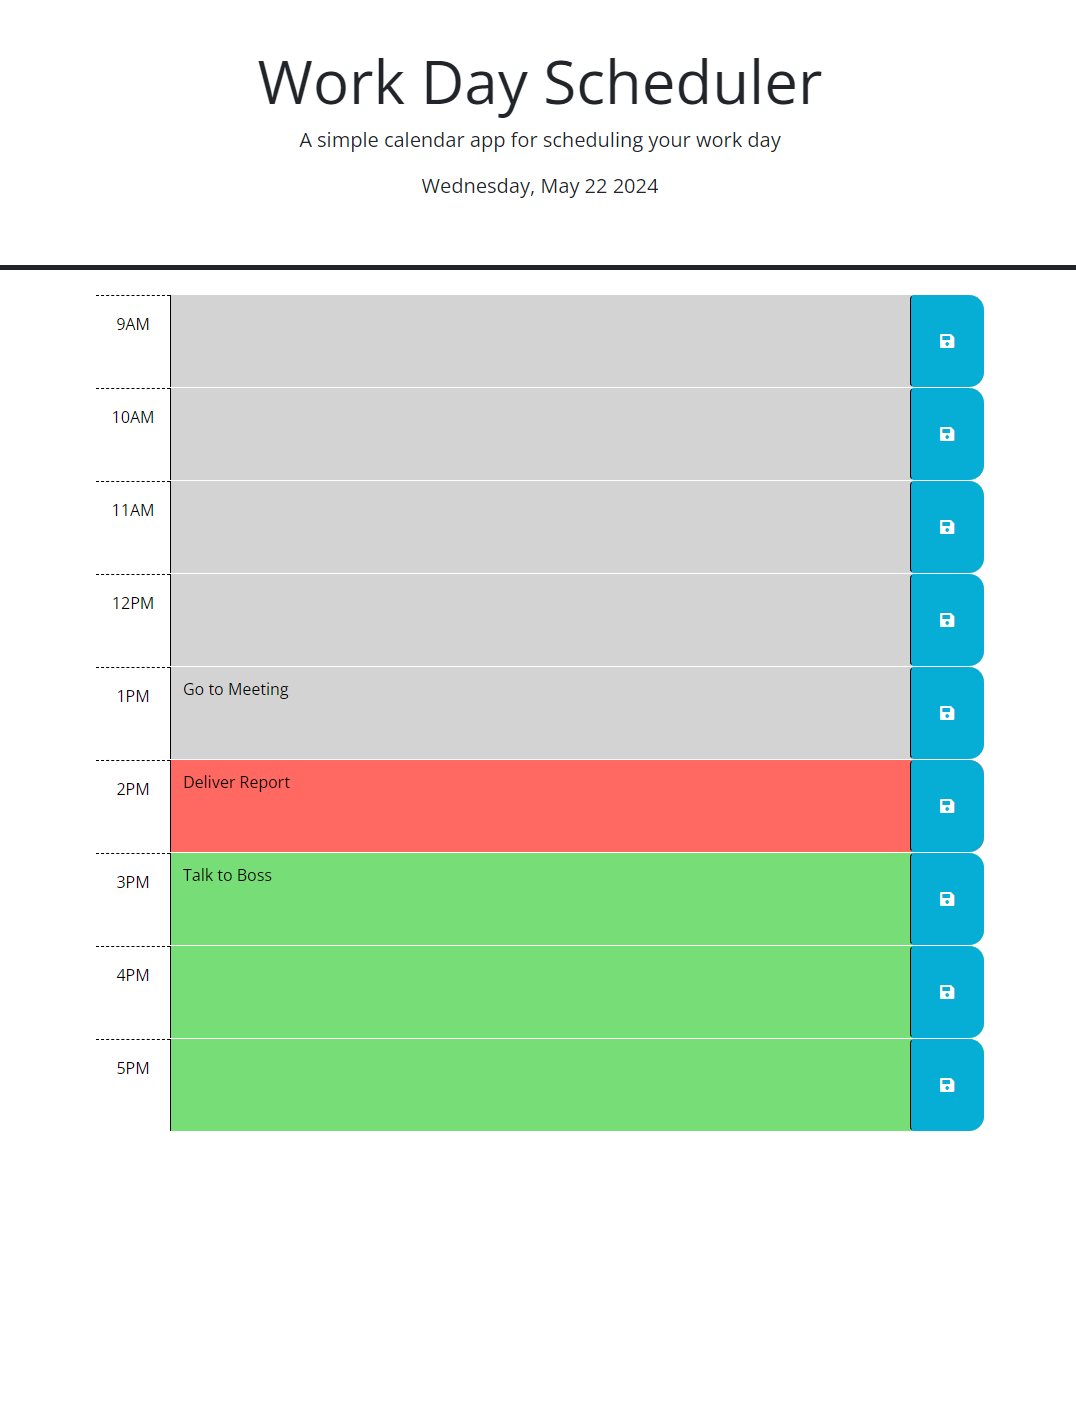 Work Day Scheduler
A simple calendar app for scheduling your work day
Wednesday, May 22 2024
9AM
10AM
11AM
12PM
1PM
Go to Meeting
2PM
Deliver Report
3PM
Talk to Boss
4PM
5PM